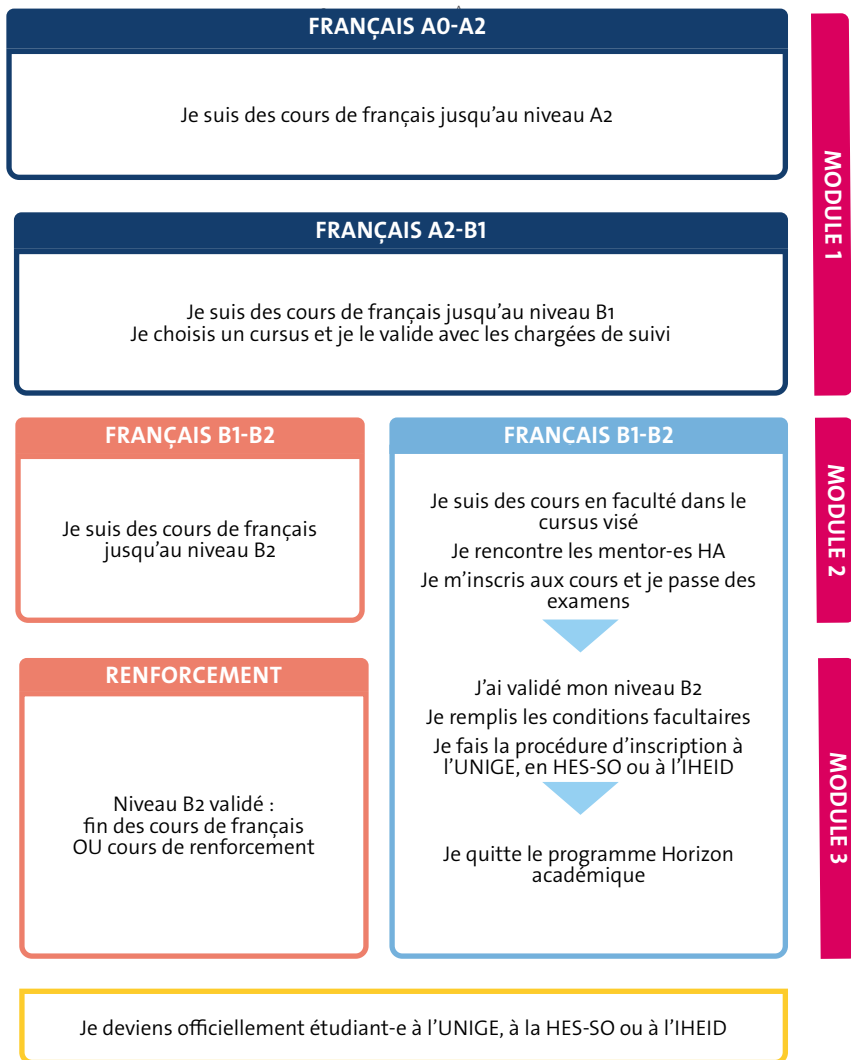 FRANÇAIS A0-A2
Je suis des cours de français jusqu'au niveau A2
MODULE 1
FRANÇAIS A2-B1
Je suis des cours de français jusqu'au niveau B1
Je choisis un cursus et je le valide avec les chargées de suivi
FRANÇAIS B1-B2
Je suis des cours de français
jusqu'au niveau B2
FRANCAIS B1-B2
Je suis des cours en faculté dans le
cursus visé
Je rencontre les mentor-es HA
Je m'inscris aux cours et je passe des
examens
MODULE 2
RENFORCEMENT
Niveau B2 validé :
fin des cours de français
OU cours de renforcement
J'ai validé mon niveau B2
Je remplis les conditions facultaires
Je fais la procédure d'inscription à
l'UNIGE, en HES-SO ou à l'IHEID
Je quitte le programme Horizon
académique
MODULE 3
Je deviens officiellement étudiant-e à l'UNIGE, à la HES-SO ou à l'IHEID